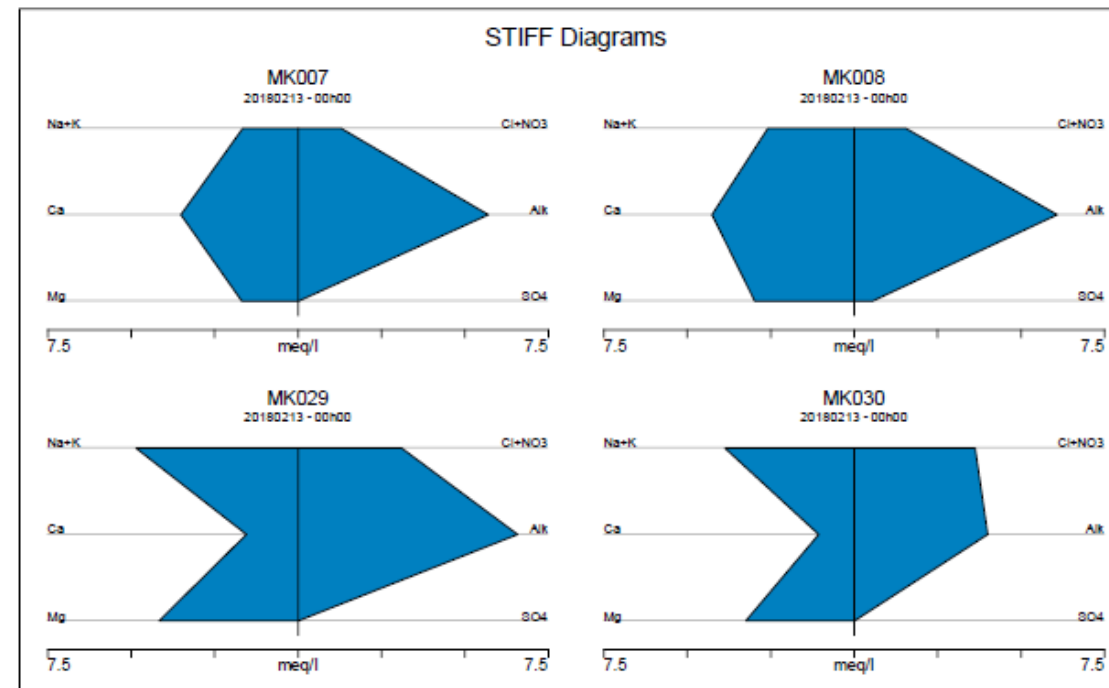 STIFF Diagrams
MK007
20180213 - 00h00
Na+K Cl+NO3
Ca Alk
Mg SO4
7.5 meq/l 7.5
MK008
20180213 - 00h00
Na+K Cl+NO3
Ca Alk
Mg SO4
7.5 meq/l 7.5
MK029
20180213 - 00h00
Na+K Cl+NO3
Ca Alk
Mg SO4
7.5 meq/l 7.5
MK030
20180213 - 00h00
Na+K Cl+NO3
Ca Alk
Mg SO4
7.5 meq/l 7.5